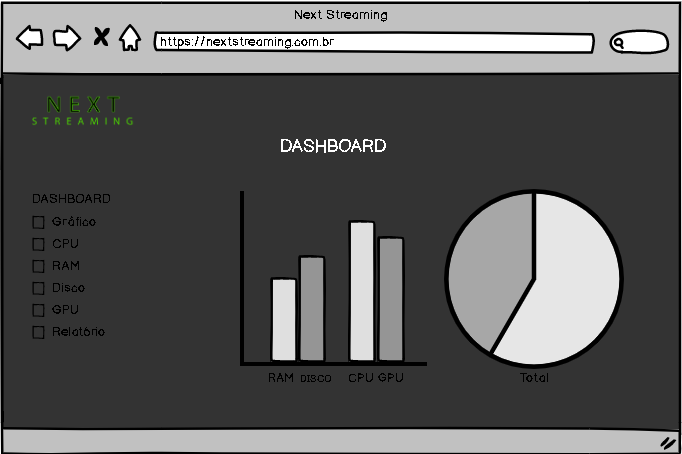 Next Streaming
https://nextstreaming.com.br
NEXT
STREAMING
DASHBOARD
DASHBOARD
Gráfico
CPU
RAM
Disco
GPU
Relatório
RAM DISCO CPU GPU
Total